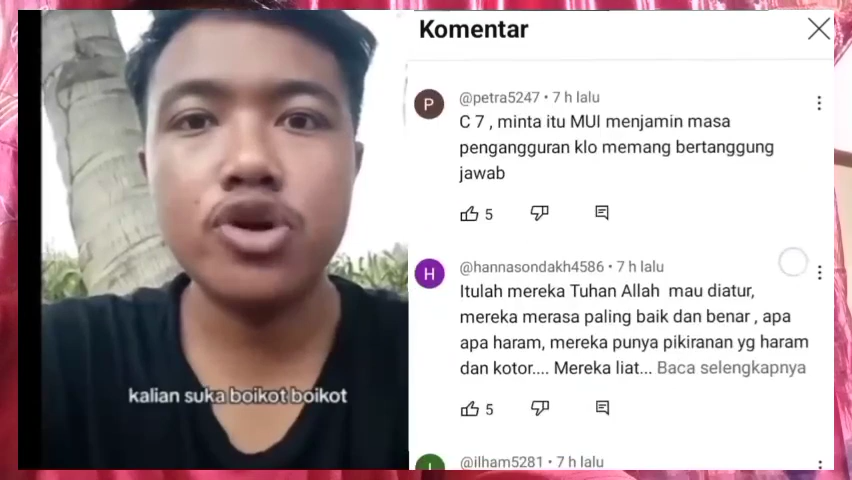 Komentar
P
@petra5247 • 7 h lalu
C 7 , minta itu MUI menjamin masa
pengangguran klo memang bertanggung
jawab
5
H
@hannasondakh4586 • 7 h lalu
Itulah mereka Tuhan Allah mau diatur,
mereka merasa paling baik dan benar , apa
apa haram, mereka punya pikiranan yg haram
dan kotor.... Mereka liat... Baca selengkapnya
5
@ilham5281 • 7 h lalu
kalian suka boikot boikot